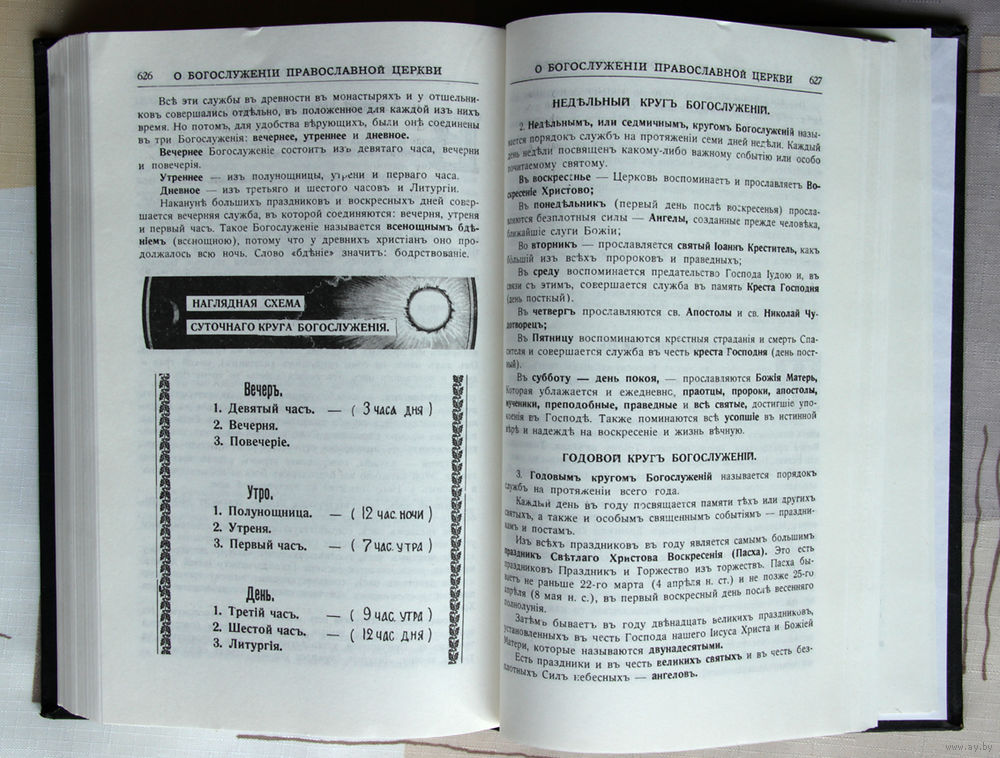 626 О БОГОСЛУЖЕНІИ ПРАВОСЛАВНОЙ ЦЕРКВИ
Всѣ эти службы въ древности въ монастыряхъ и у отшельни-
ковъ совершались отдѣльно, въ положенное для каждой изъ нихъ
время. Но потомъ, для удобства вѣрующихъ, были онѣ соединены
въ три Богослуженія: вечернее, утреннее и дневное.
Вечернее Богослуженіе состоитъ изъ девятаго часа, вечерни
и повечерія.
Утреннее — изъ полунощницы, утрени и перваго часа.
Дневное — изъ третьяго и шестого часовъ и Литургіи.
Наканунѣ большихъ праздниковъ и воскресныхъ дней совер-
шается вечерняя служба, въ которой соединяются: вечерня, утреня
и первый часъ. Такое Богослуженіе называется всенощнымъ бдѣ-
ніемъ (всенощною), потому что у древнихъ христіанъ оно про-
должалось всю ночь. Слово «бдѣніе» значитъ: бодрствованіе.
НАГЛЯДНАЯ СХЕМА
СУТОЧНАГО КРУГА БОГОСЛУЖЕНІЯ.
Вечеръ.
1. Девятый часъ. — ( 3 ЧАСА ДНЯ )
2. Вечерня.
3. Повечеріе.
Утро.
1. Полунощница. — ( 12 ЧАС. НОЧИ )
2. Утреня.
3. Первый часъ. — ( 7 ЧАС. УТРА )
День.
1. Третій часъ. — ( 9 ЧАС. УТРА )
2. Шестой часъ. — ( 12 ЧАС ДНЯ )
3. Литургія.
О БОГОСЛУЖЕНІИ ПРАВОСЛАВНОЙ ЦЕРКВИ 627
НЕДѢЛЬНЫЙ КРУГЪ БОГОСЛУЖЕНІЙ.
2. Недѣльнымъ, или седмичнымъ, кругомъ Богослуженій назы-
вается порядокъ службъ на протяженіи семи дней недѣли. Каждый
день недѣли посвященъ какому-либо важному событію или особо
почитаемому святому.
Въ воскресенье — Церковь воспоминаетъ и прославляетъ Во-
скресеніе Христово;
Въ понедѣльникъ (первый день послѣ воскресенья) просла-
вляются безплотныя силы — Ангелы, созданные прежде человѣка,
ближайшіе слуги Божіи;
Во вторникъ — прославляется святый Іоаннъ Креститель, какъ
большій изъ всѣхъ пророковъ и праведныхъ;
Въ среду воспоминается предательство Господа Іудою и, въ
связи съ этимъ, совершается служба въ память Креста Господня
(день постный).
Въ четвергъ прославляются св. Апостолы и св. Николай Чу-
дотворецъ;
Въ Пятницу воспоминаются крестныя страданія и смерть Спа-
сителя и совершается служба въ честь креста Господня (день пост-
ный).
Въ субботу — день покоя, — прославляются Божія Матерь,
Которая ублажается и ежедневно, праотцы, пророки, апостолы,
мученики, преподобные, праведные и всѣ святые, достигшіе упо-
коенія въ Господѣ. Также поминаются всѣ усопшіе въ истинной
вѣрѣ и надеждѣ на воскресеніе и жизнь вѣчную.
ГОДОВОЙ КРУГЪ БОГОСЛУЖЕНІЙ.
3. Годовымъ кругомъ Богослуженій называется порядокъ
службъ на протяженіи всего года.
Каждый день въ году посвящается памяти тѣхъ или другихъ
святыхъ, а также и особымъ священнымъ событіямъ — праздни-
камъ и постамъ.
Изъ всѣхъ праздниковъ въ году является самымъ большимъ
праздникъ Свѣтлаго Христова Воскресенія (Пасха). Это есть
праздниковъ Праздникъ и Торжество изъ торжествъ. Пасха бы-
ваетъ не раньше 22-го марта (4 апрѣля н. ст.) и не позже 25-го
апрѣля (8 мая н. с.), въ первый воскресный день послѣ весенняго
полнолунія.
Затѣмъ бываетъ въ году двѣнадцать великихъ праздниковъ,
установленныхъ въ честь Господа нашего Іисуса Христа и Божіей
Матери, которые называются двунадесятыми.
Есть праздники и въ честь великихъ святыхъ и въ честь без-
плотныхъ Силъ небесныхъ — ангеловъ.
www.ay.by